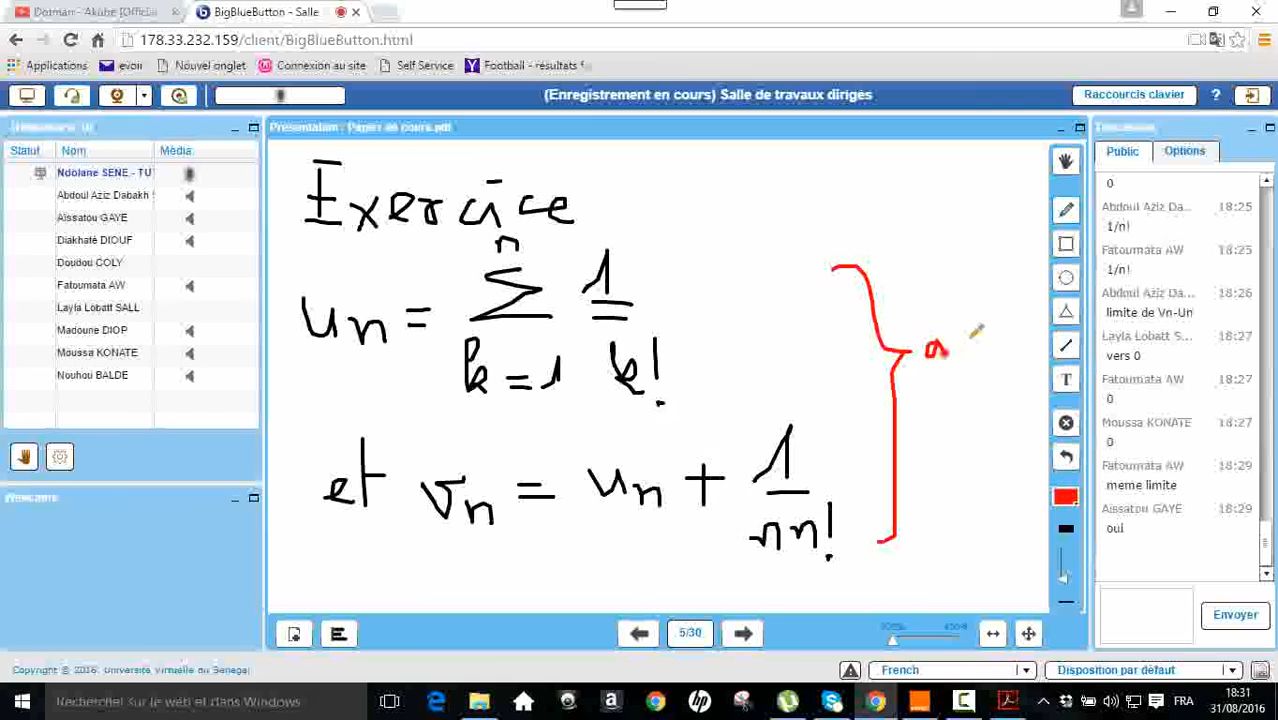 Dotman - Akube [Offici
BigBlueButton - Salle
178.33.232.159/client/BigBlueButton.html
Applications
Nouvel onglet
Connexion au site
Self Service
Football - résultats
(Enregistrement en cours) Salle de travaux dirigés
Raccourcis clavier
?
Présentation : Papier de cours.pdf
Statut Nom Média
Ndolane SENE - TU
Abdoul Aziz Dabakh
Aissatou GAYE
Diakhaté DIOUF
Doudou COLY
Fatoumata AW
Layla Lobatt SALL
Madoune DIOP
Moussa KONATE
Nouhou BALDE
Exercice
n
uₙ = ∑ 1/k!
k=1
et vₙ = uₙ + 1/nn!
a
T
Public Options
0
Abdoul Aziz Da... 18:25
1/n!
Fatoumata AW 18:25
1/n!
Abdoul Aziz Da... 18:26
limite de Vn-Un
Layla Lobatt S... 18:27
vers 0
Fatoumata AW 18:27
0
Moussa KONATE 18:27
0
Fatoumata AW 18:29
meme limite
Aissatou GAYE 18:29
oui
Envoyer
5/30
Copyright © 2016. Université virtuelle du Sénégal
French
Disposition par défaut
Rechercher sur le web et dans Windows
FRA
18:31
31/08/2016